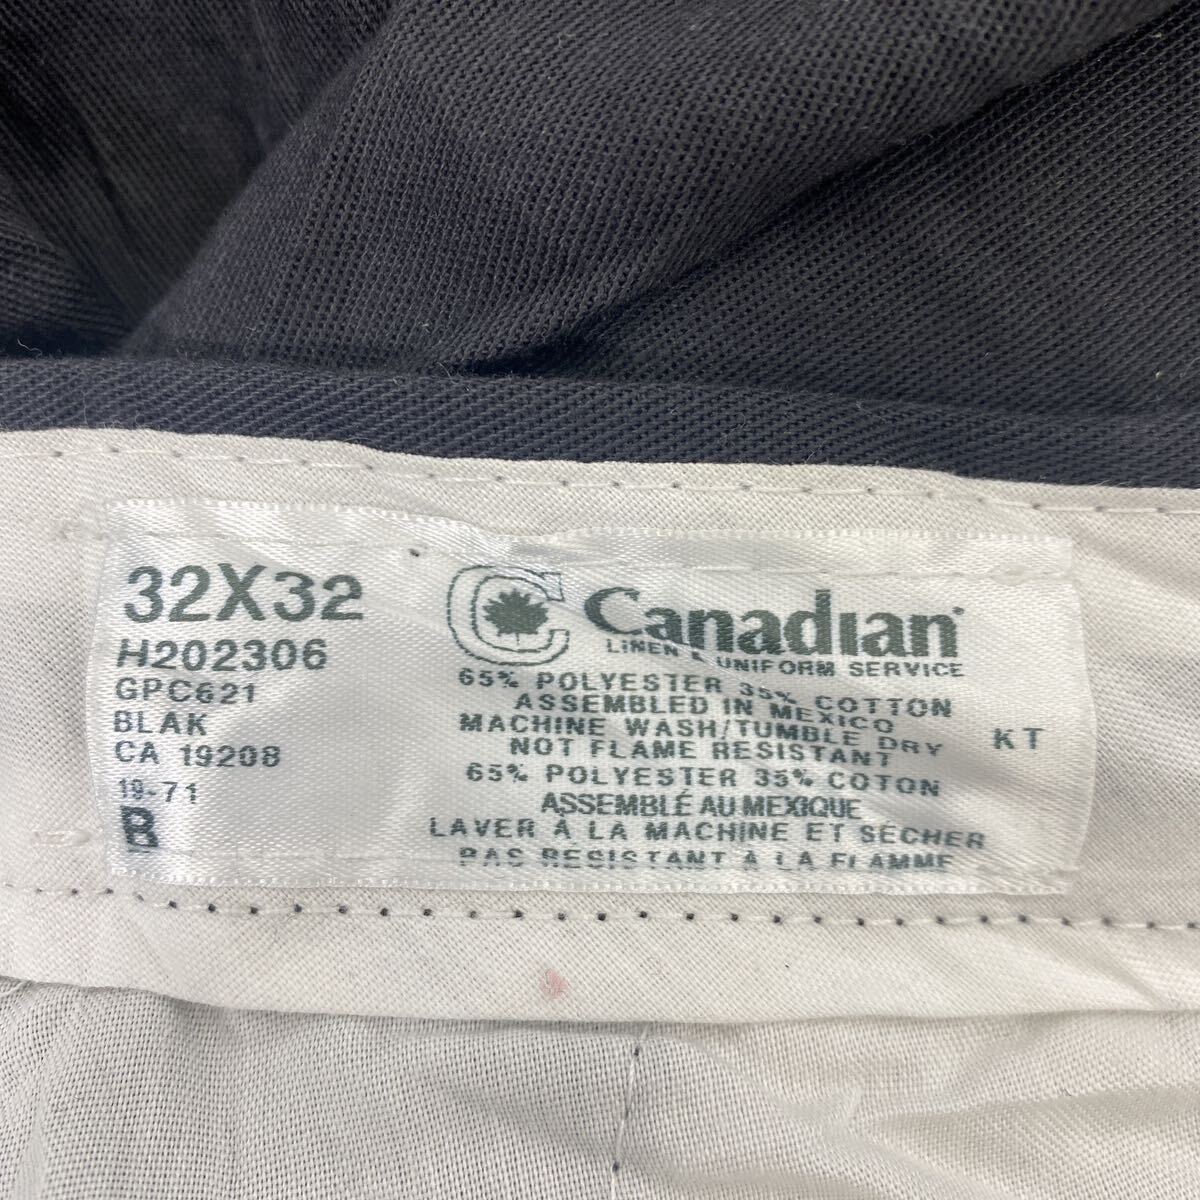 32X32
H202306
GPC621
BLAK
CA 19208
19-71
B
C Canadian
LINEN & UNIFORM SERVICE
65% POLYESTER 35% COTTON
ASSEMBLED IN MEXICO
MACHINE WASH/TUMBLE DRY
NOT FLAME RESISTANT
65% POLYESTER 35% COTON
ASSEMBLÉ AU MEXIQUE
LAVER À LA MACHINE ET SÉCHER
PAS RESISTANT À LA FLAMME
KT